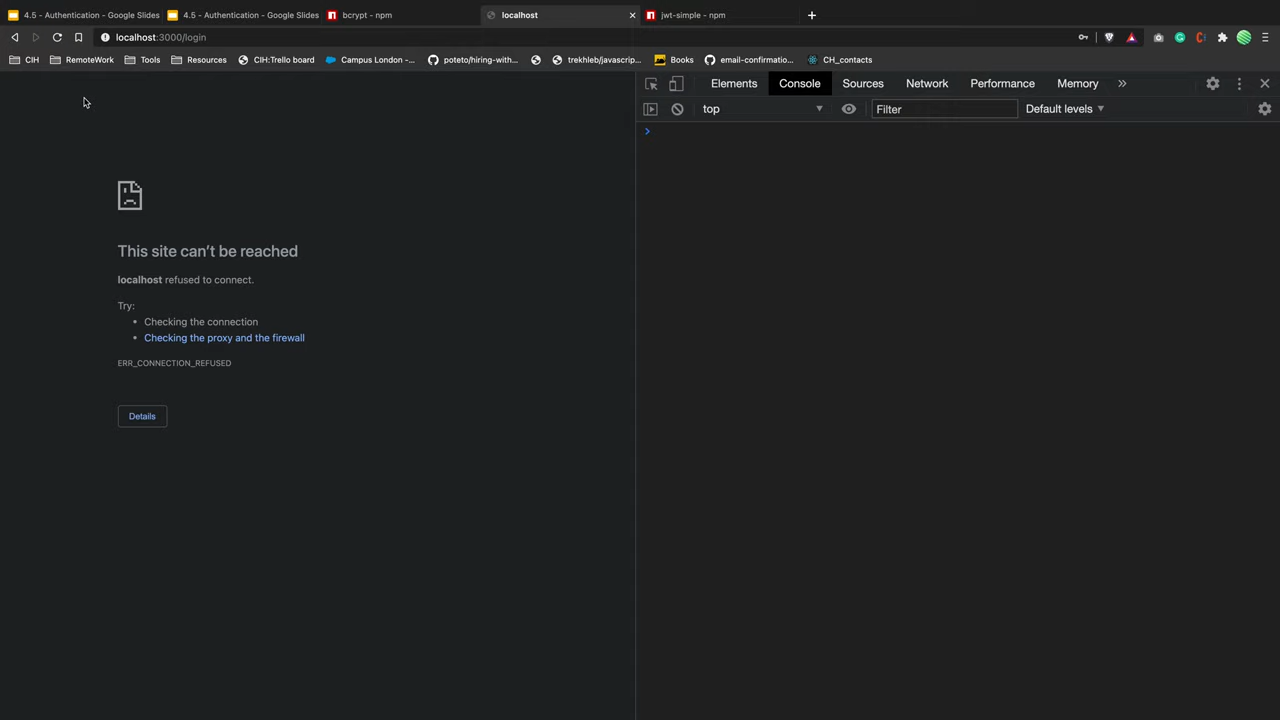 4.5 - Authentication - Google Slides
4.5 - Authentication - Google Slides
bcrypt - npm
localhost
jwt-simple - npm
localhost:3000/login
CIH
RemoteWork
Tools
Resources
CIH:Trello board
Campus London -...
poteto/hiring-with...
trekhleb/javascrip...
Books
email-confirmatio...
CH_contacts
Elements
Console
Sources
Network
Performance
Memory
top
Filter
Default levels
This site can't be reached
localhost refused to connect.
Try:
• Checking the connection
• Checking the proxy and the firewall
ERR_CONNECTION_REFUSED
Details